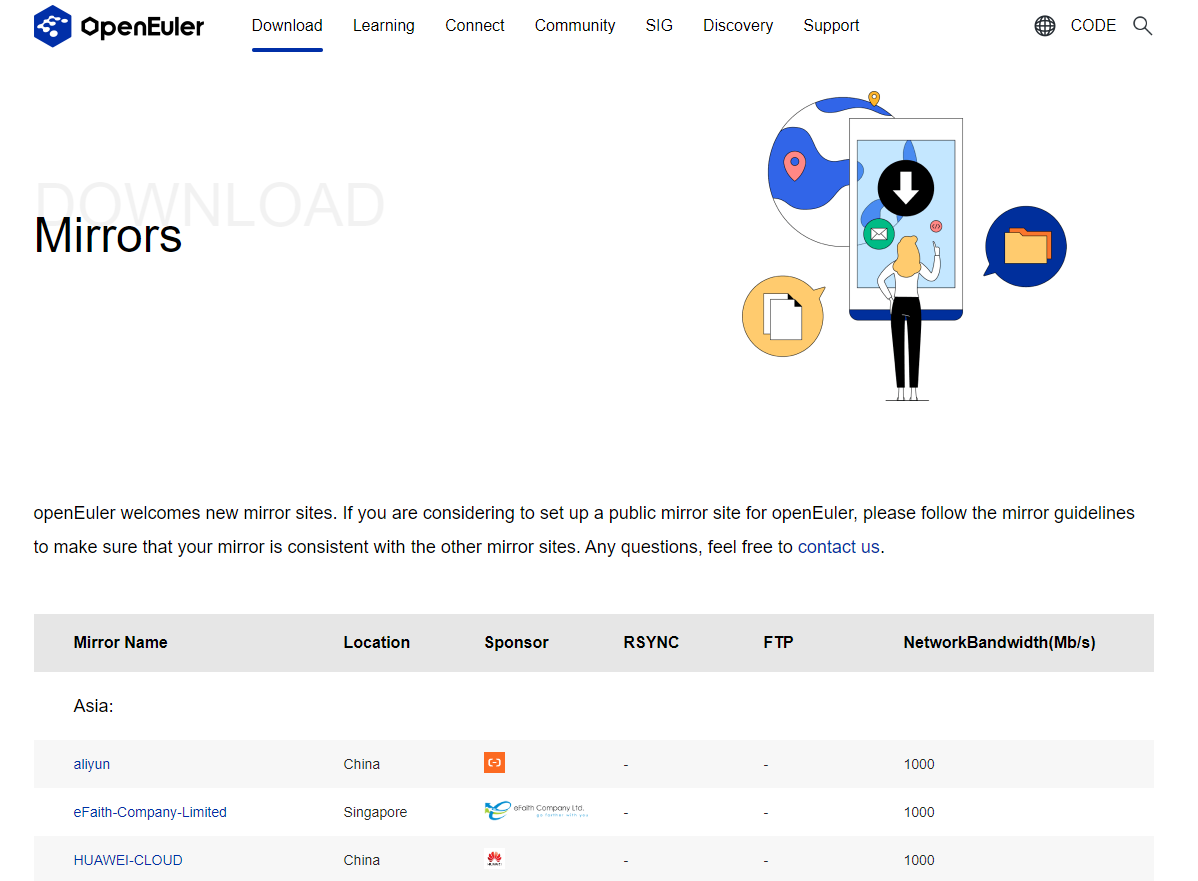 OpenEuler Download Learning Connect Community SIG Discovery Support CODE
DOWNLOAD
Mirrors
openEuler welcomes new mirror sites. If you are considering to set up a public mirror site for openEuler, please follow the mirror guidelines
to make sure that your mirror is consistent with the other mirror sites. Any questions, feel free to contact us.
Mirror Name Location Sponsor RSYNC FTP NetworkBandwidth(Mb/s)
Asia:
aliyun China - - 1000
eFaith-Company-Limited Singapore eFaith Company Ltd. go farther with you - - 1000
HUAWEI-CLOUD China HUAWEI - - 1000